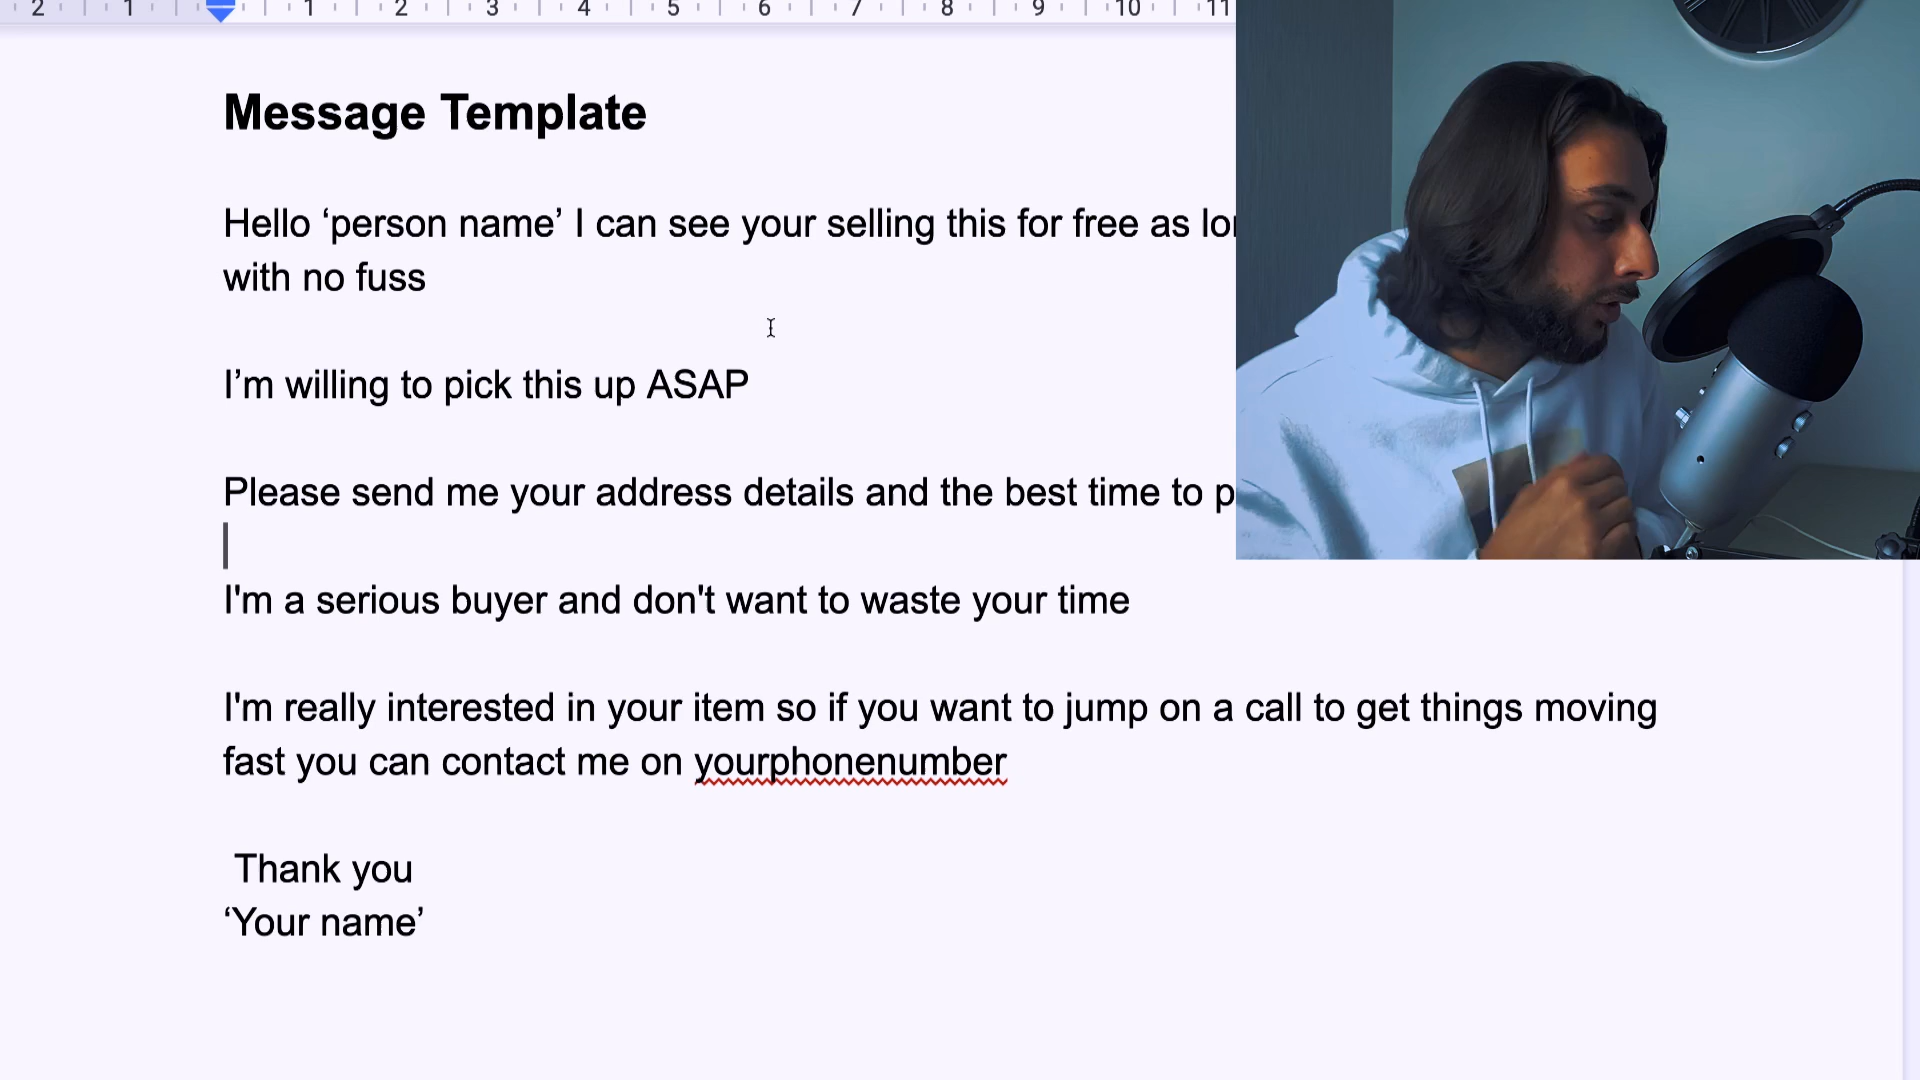 2 1 1 2 3 4 5 6 7 8 9 10 11
Message Template
Hello ‘person name’ I can see your selling this for free as
with no fuss
I’m willing to pick this up ASAP
Please send me your address details and the best time to
I'm a serious buyer and don't want to waste your time
I'm really interested in your item so if you want to jump on a call to get things moving
fast you can contact me on yourphonenumber
Thank you
‘Your name’